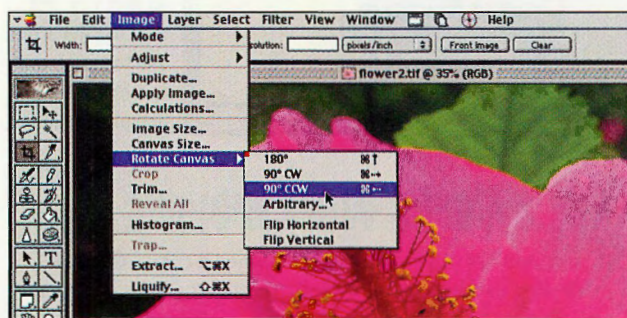 File Edit Image Layer Select Filter View Window Help
Width: olution: pixels/inch Front Image Clear
Mode
Adjust
Duplicate...
Apply Image...
Calculations...
Image Size...
Canvas Size...
Rotate Canvas
Crop
Trim...
Reveal All
Histogram...
Trap...
Extract... ⌥⌘X
Liquify... ⇧⌘X
flower2.tif @ 35% (RGB)
180° ⌘↑
90° CW ⌘→
90° CCW ⌘←
Arbitrary...
Flip Horizontal
Flip Vertical
T